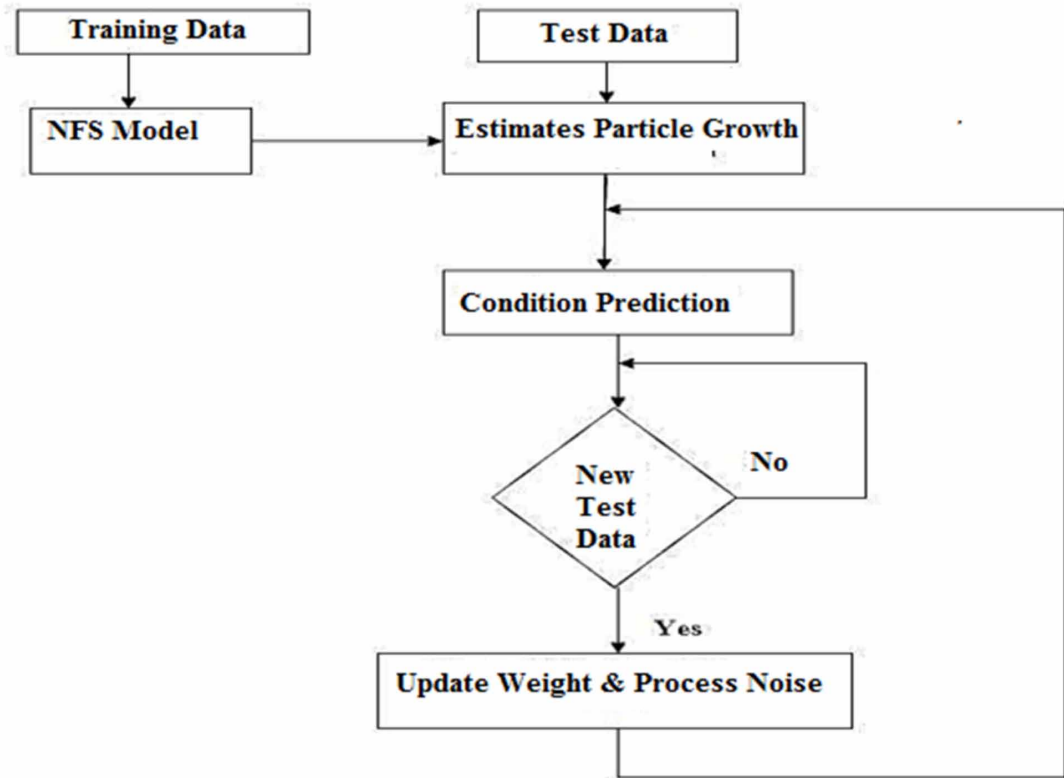 Training Data
Test Data
NFS Model
Estimates Particle Growth
Condition Prediction
New
Test
Data
No
Yes
Update Weight & Process Noise